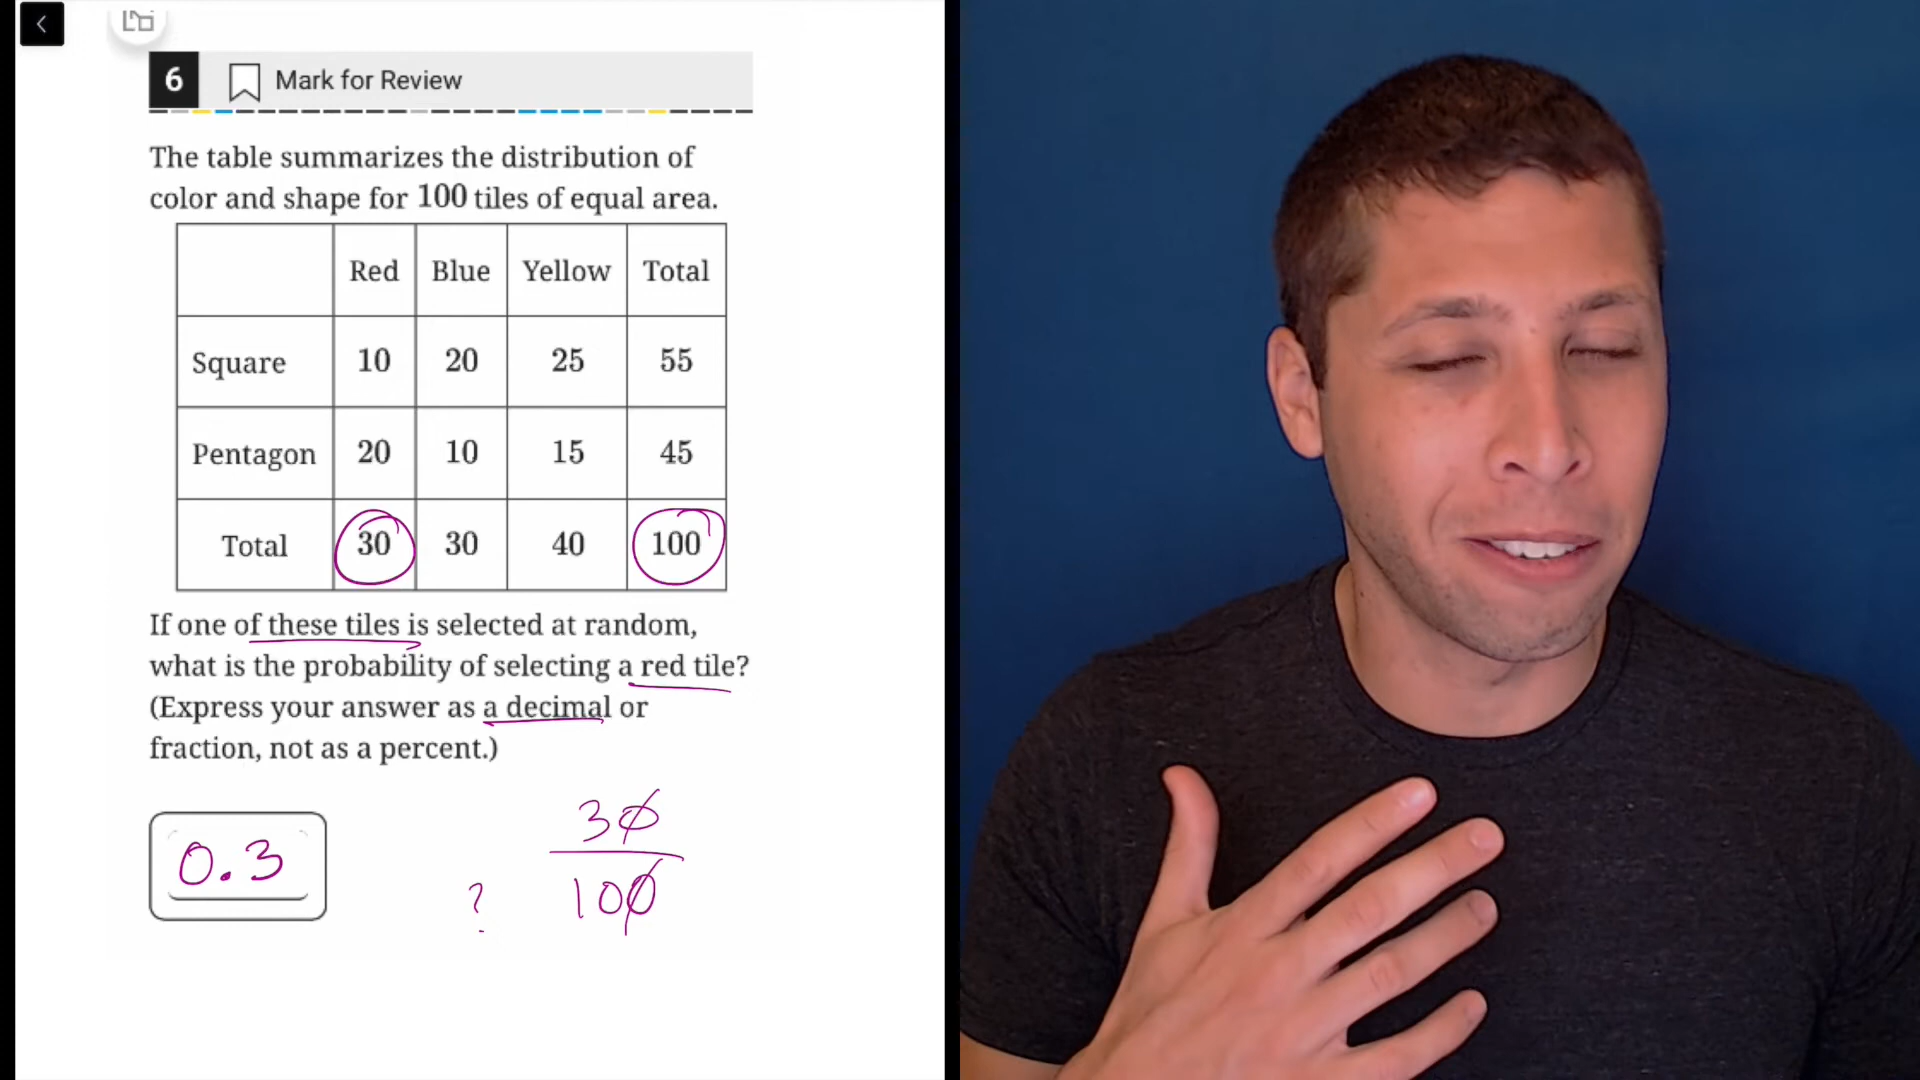 6 Mark for Review
The table summarizes the distribution of
color and shape for 100 tiles of equal area.
Red Blue Yellow Total
Square 10 20 25 55
Pentagon 20 10 15 45
Total 30 30 40 100
If one of these tiles is selected at random,
what is the probability of selecting a red tile?
(Express your answer as a decimal or
fraction, not as a percent.)
0.3
?
30
100